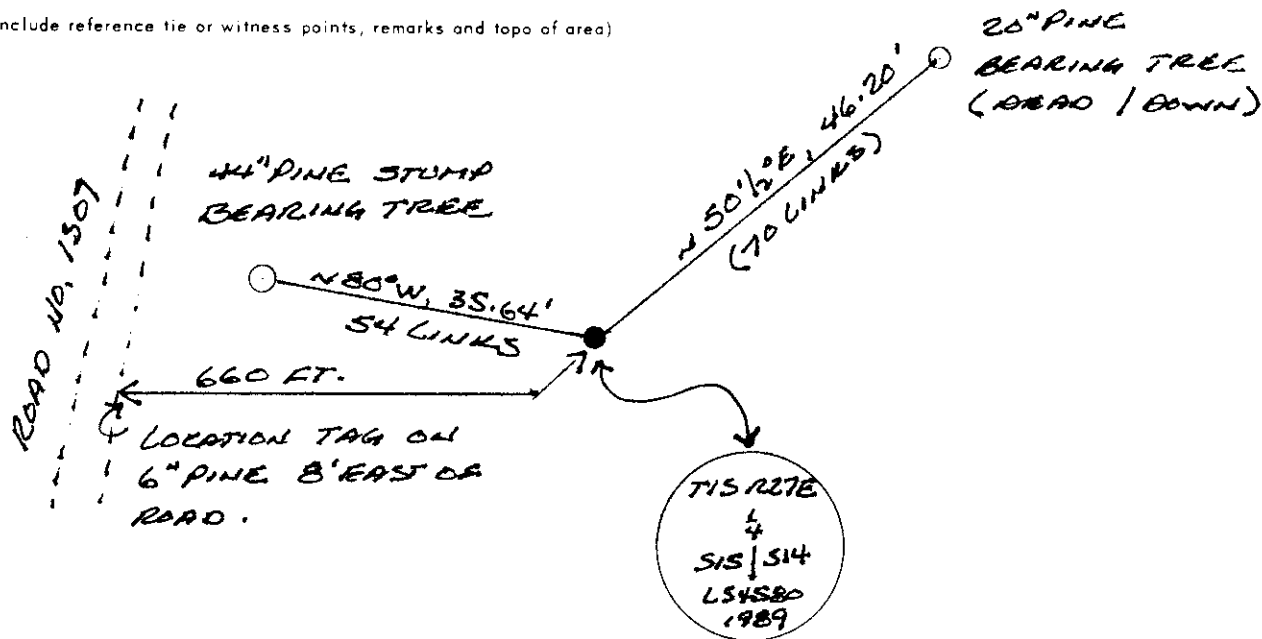 nclude reference tie or witness points, remarks and topo of area)
20" PINE
BEARING TREE
(DEAD / DOWN)
N 50 1/2° E, 46.20'
(70 LINKS)
44" PINE STUMP
BEARING TREE
ROAD NO. 1307
N 80° W, 35.64'
54 LINKS
660 FT.
LOCATION TAG ON
6" PINE 8' EAST OF
ROAD.
T1S R27E
1/4
S15 | S14
LS4580
1989